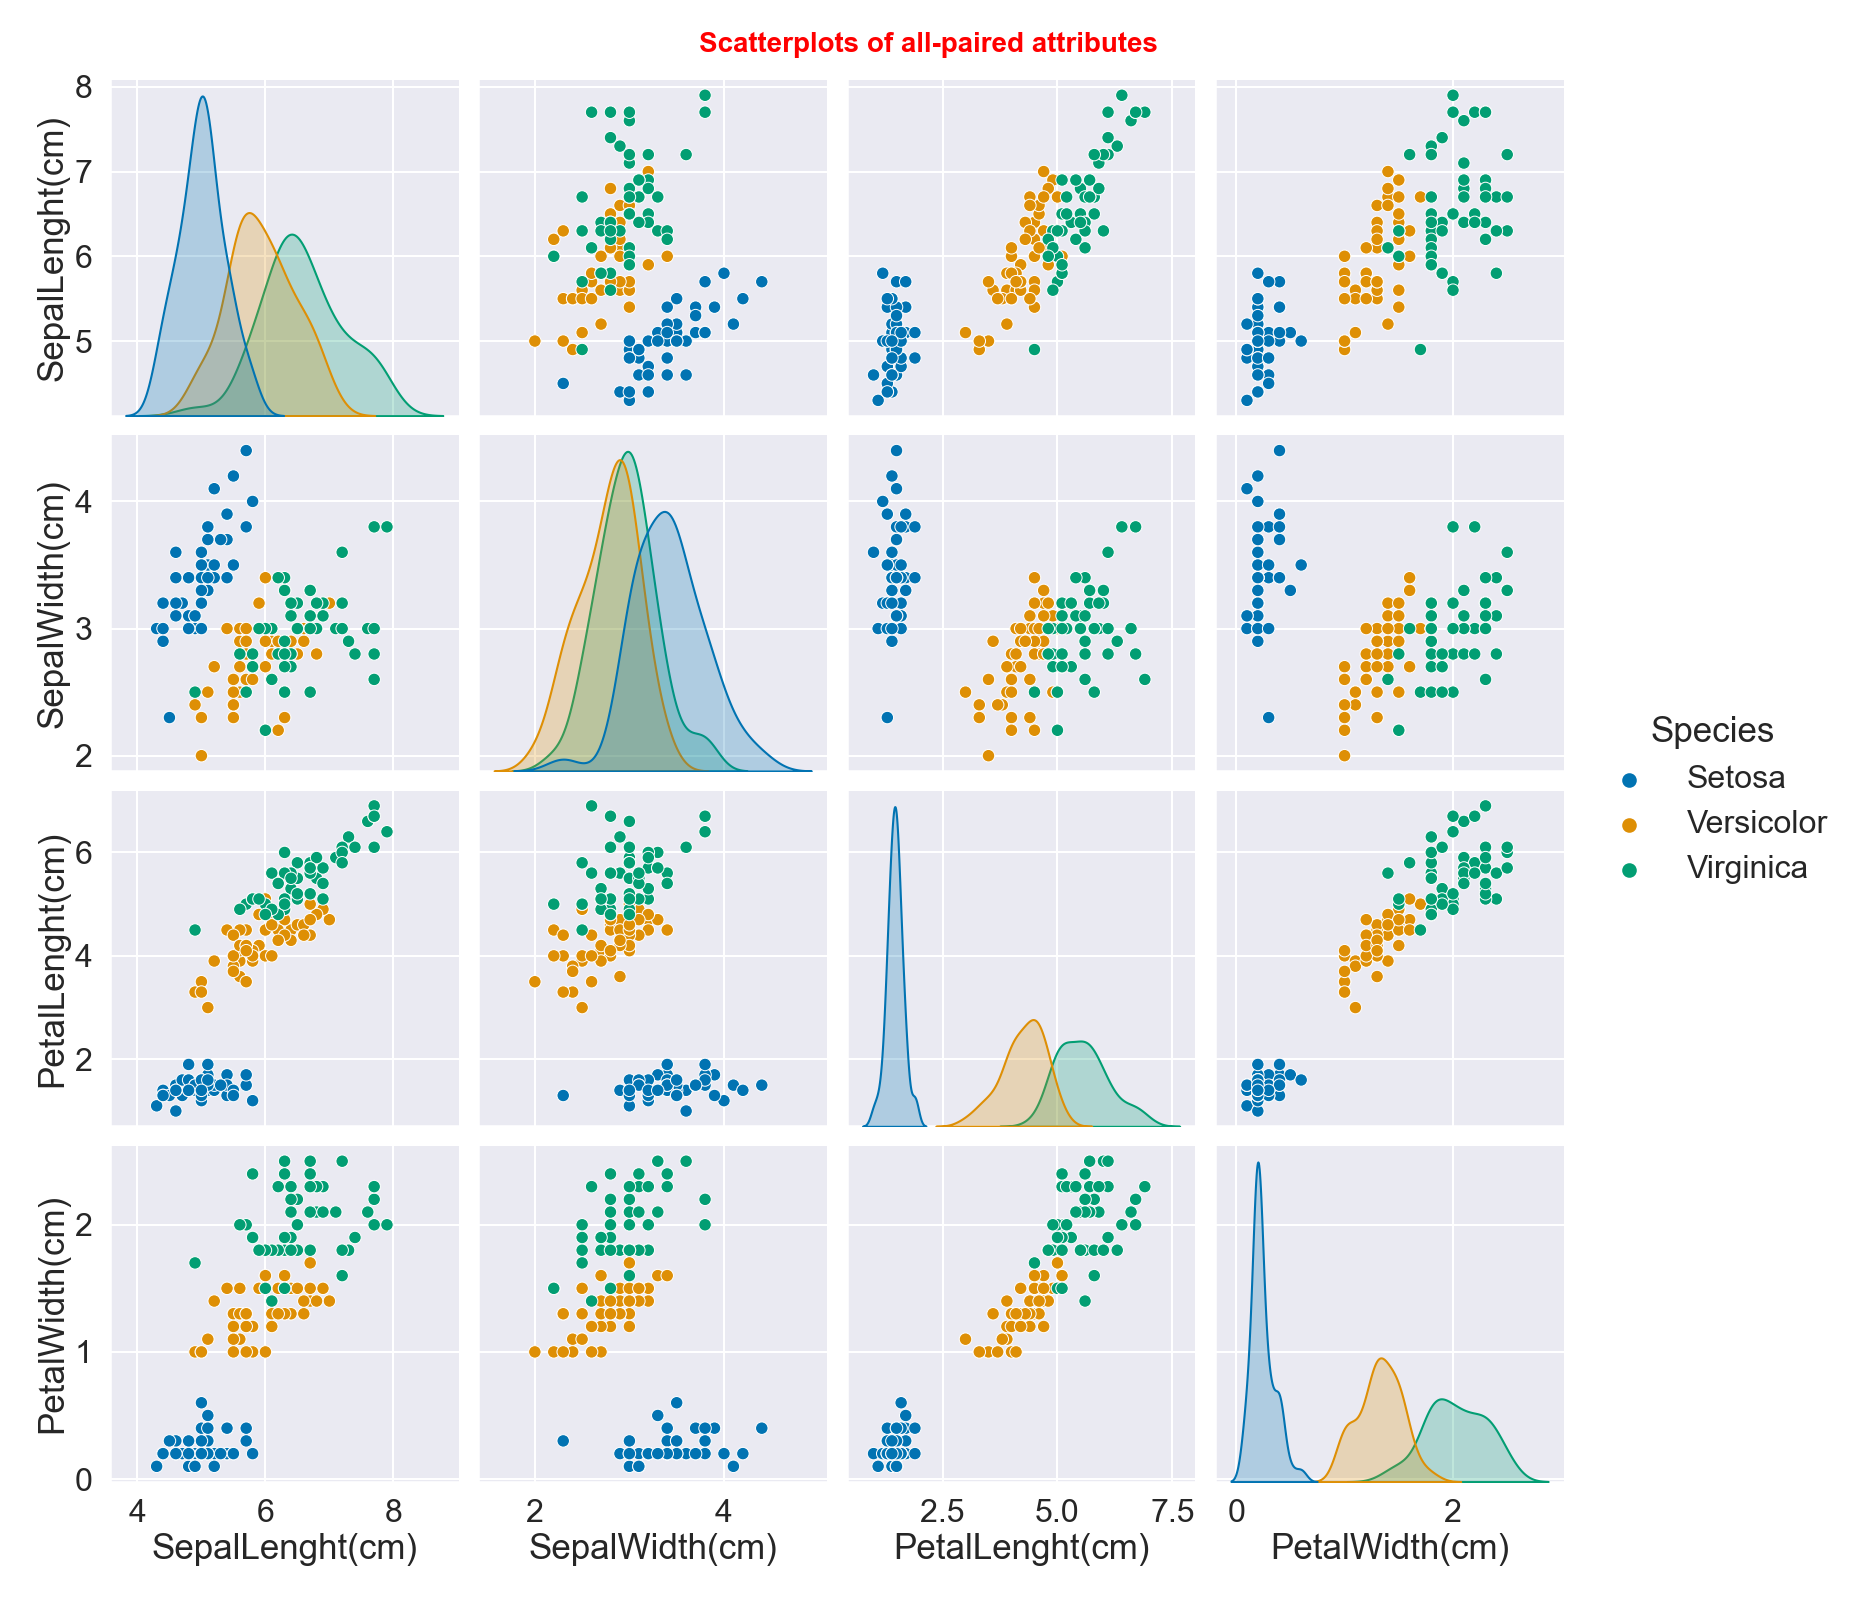 Scatterplots of all-paired attributes
8
7
6
5
SepalLenght(cm)
4
3
2
SepalWidth(cm)
6
4
2
PetalLenght(cm)
2
1
0
PetalWidth(cm)
4 6 8
2 4
2.5 5.0 7.5
0 2
SepalLenght(cm)
SepalWidth(cm)
PetalLenght(cm)
PetalWidth(cm)
Species
Setosa
Versicolor
Virginica